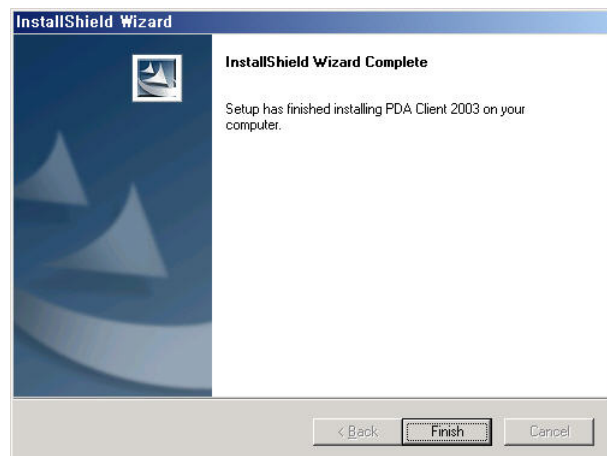 InstallShield Wizard
InstallShield Wizard Complete
Setup has finished installing PDA Client 2003 on your
computer.
< Back
Finish
Cancel